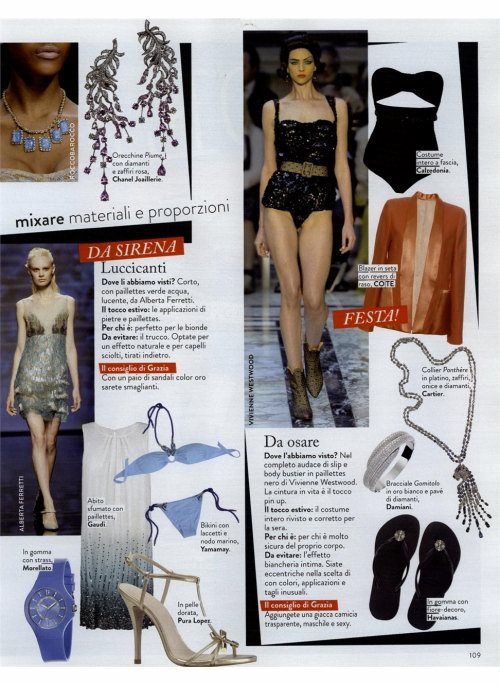 ROCCOBAROCCO
Orecchine Plume
con diamanti
e zaffiri rosa,
Chanel Joaillerie.
mixare materiali e proporzioni
DA SIRENA
Luccicanti
Dove li abbiamo visti? Corto,
con paillettes verde acqua,
lucente, da Alberta Ferretti.
Il tocco estivo: le applicazioni di
pietre e paillettes.
Per chi è: perfetto per le bionde
Da evitare: il trucco. Optate per
un effetto naturale e per capelli
sciolti, tirati indietro.
Il consiglio di Grazia
Con un paio di sandali color oro
sarete smaglianti.
ALBERTA FERRETTI
Abito
sfumato con
paillettes,
Gaudì.
Bikini con
laccetti e
nodo marino,
Yamamay.
In gomma
con strass,
Morellato.
In pelle
dorata,
Pura Lopez.
VIVIENNE WESTWOOD
Costume
intero a fascia,
Calzedonia.
Blazer in seta
con revers di
raso, CO|TE.
FESTA!
Collier Panthère
in platino, zaffiri,
onice e diamanti,
Cartier.
Da osare
Dove l'abbiamo visto? Nel
completo audace di slip e
body bustier in paillettes
nero di Vivienne Westwood.
La cintura in vita è il tocco
pin up.
Il tocco estivo: il costume
intero rivisto e corretto per
la sera.
Per chi è: per chi è molto
sicura del proprio corpo.
Da evitare: l'effetto
biancheria intima. Siate
eccentriche nella scelta di
con colori, applicazioni e
tagli inusuali.
Il consiglio di Grazia
Aggiungete una giacca camicia
trasparente, maschile e sexy.
Bracciale Gomitolo
in oro bianco e pavé
di diamanti,
Damiani.
In gomma con
fiore-decoro,
Havaianas.
109